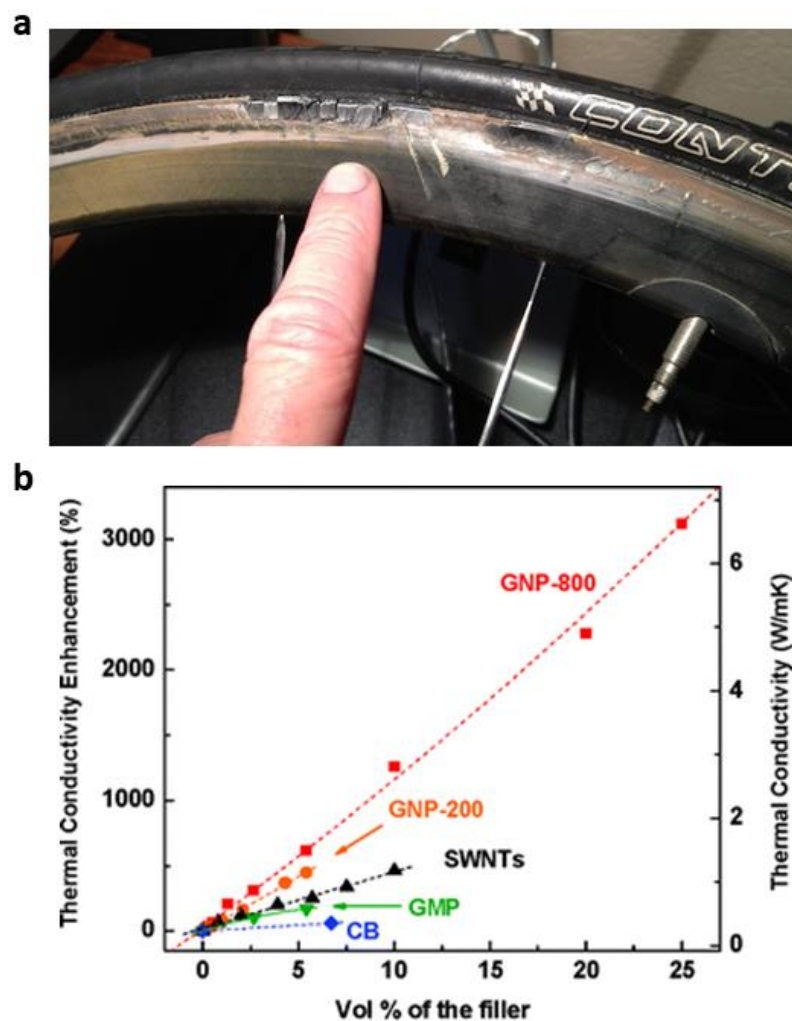 a
CONT
b
Thermal Conductivity Enhancement (%)
3000
2000
1000
0
GNP-800
GNP-200
SWNTs
GMP
CB
6
4
2
0
Thermal Conductivity (W/mK)
0 5 10 15 20 25
Vol % of the filler